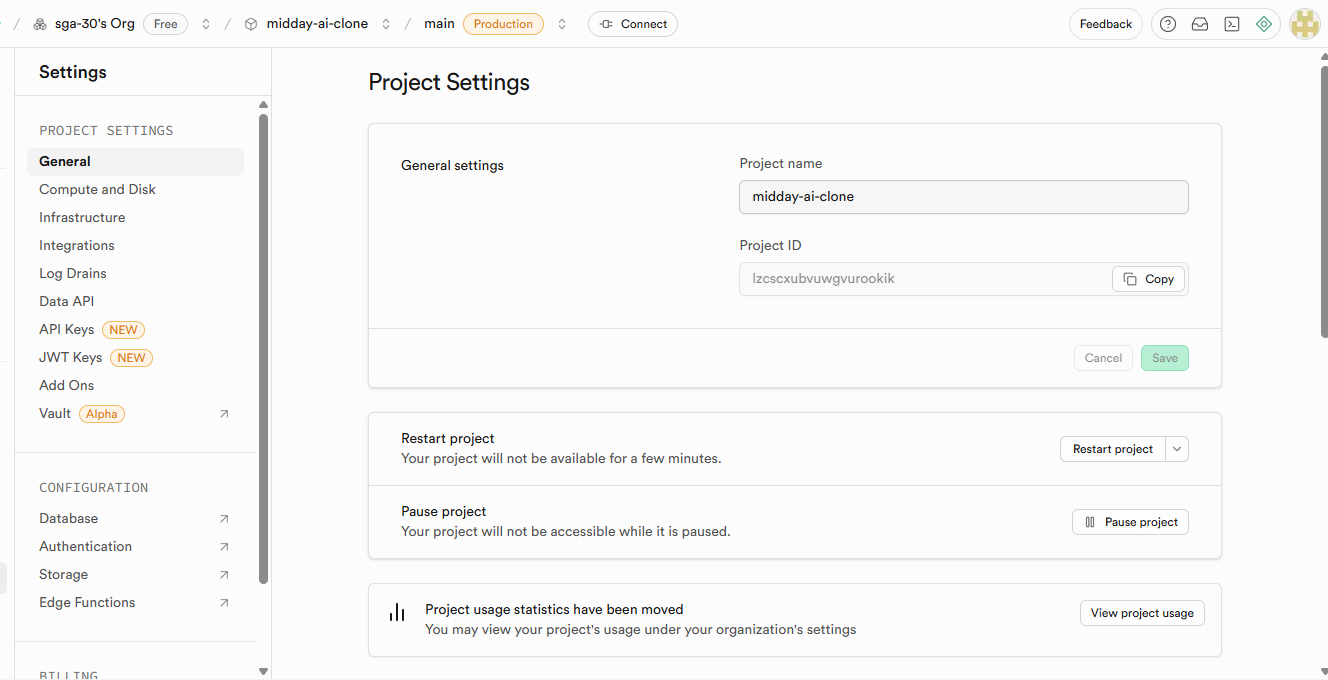 sga-30's Org Free / midday-ai-clone / main Production Connect Feedback
Settings
PROJECT SETTINGS
General
Compute and Disk
Infrastructure
Integrations
Log Drains
Data API
API Keys NEW
JWT Keys NEW
Add Ons
Vault Alpha
CONFIGURATION
Database
Authentication
Storage
Edge Functions
BILLING
Project Settings
General settings
Project name
midday-ai-clone
Project ID
lzcscxubvuwgvurookik Copy
Cancel Save
Restart project
Your project will not be available for a few minutes.
Restart project
Pause project
Your project will not be accessible while it is paused.
Pause project
Project usage statistics have been moved
You may view your project's usage under your organization's settings
View project usage